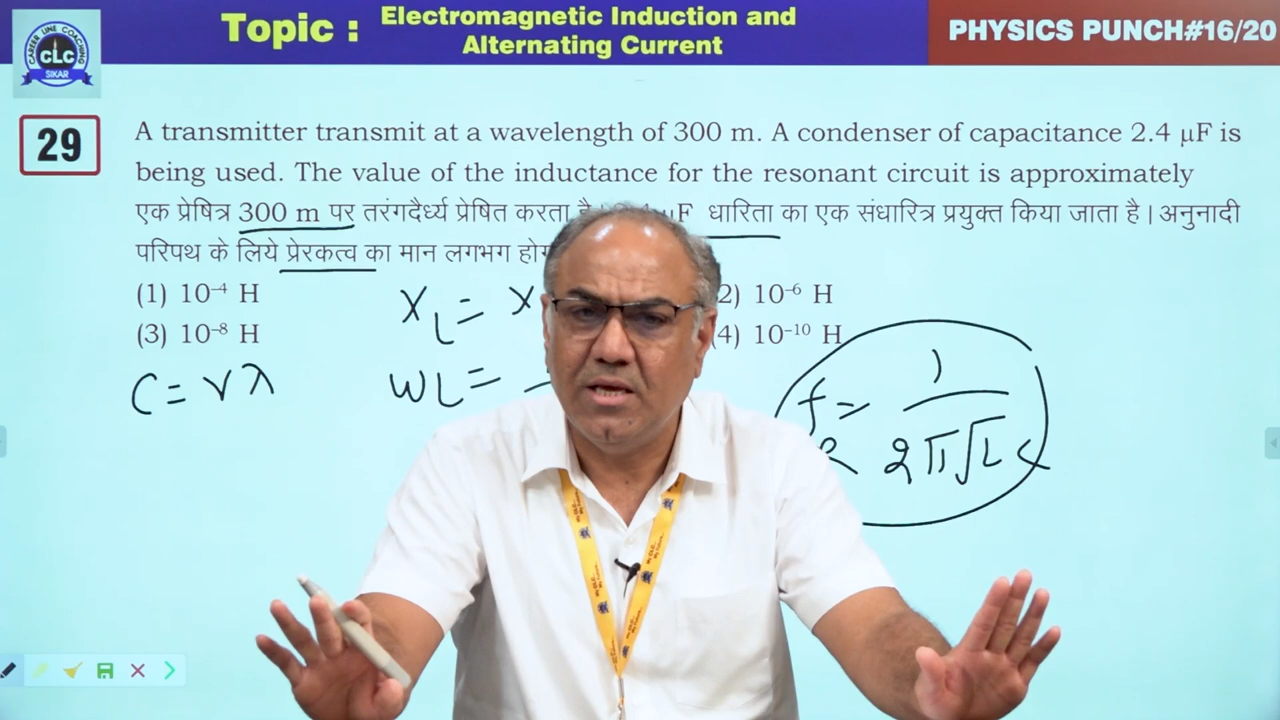 Topic :
Electromagnetic Induction and
Alternating Current
PHYSICS PUNCH#16/20
CAREER LINE COACHING
CLC
SIKAR
29
A transmitter transmit at a wavelength of 300 m. A condenser of capacitance 2.4 μF is
being used. The value of the inductance for the resonant circuit is approximately
एक प्रेषित्र 300 m पर तरंगदैर्ध्य प्रेषित करता है। μF धारिता का एक संधारित्र प्रयुक्त किया जाता है। अनुनादी
परिपथ के लिये प्रेरकत्व का मान लगभग
(1) 10⁻⁴ H
2) 10⁻⁶ H
(3) 10⁻⁸ H
(4) 10⁻¹⁰ H
X_L = X
C = νλ
WL =
f = 1
R 2π√LC